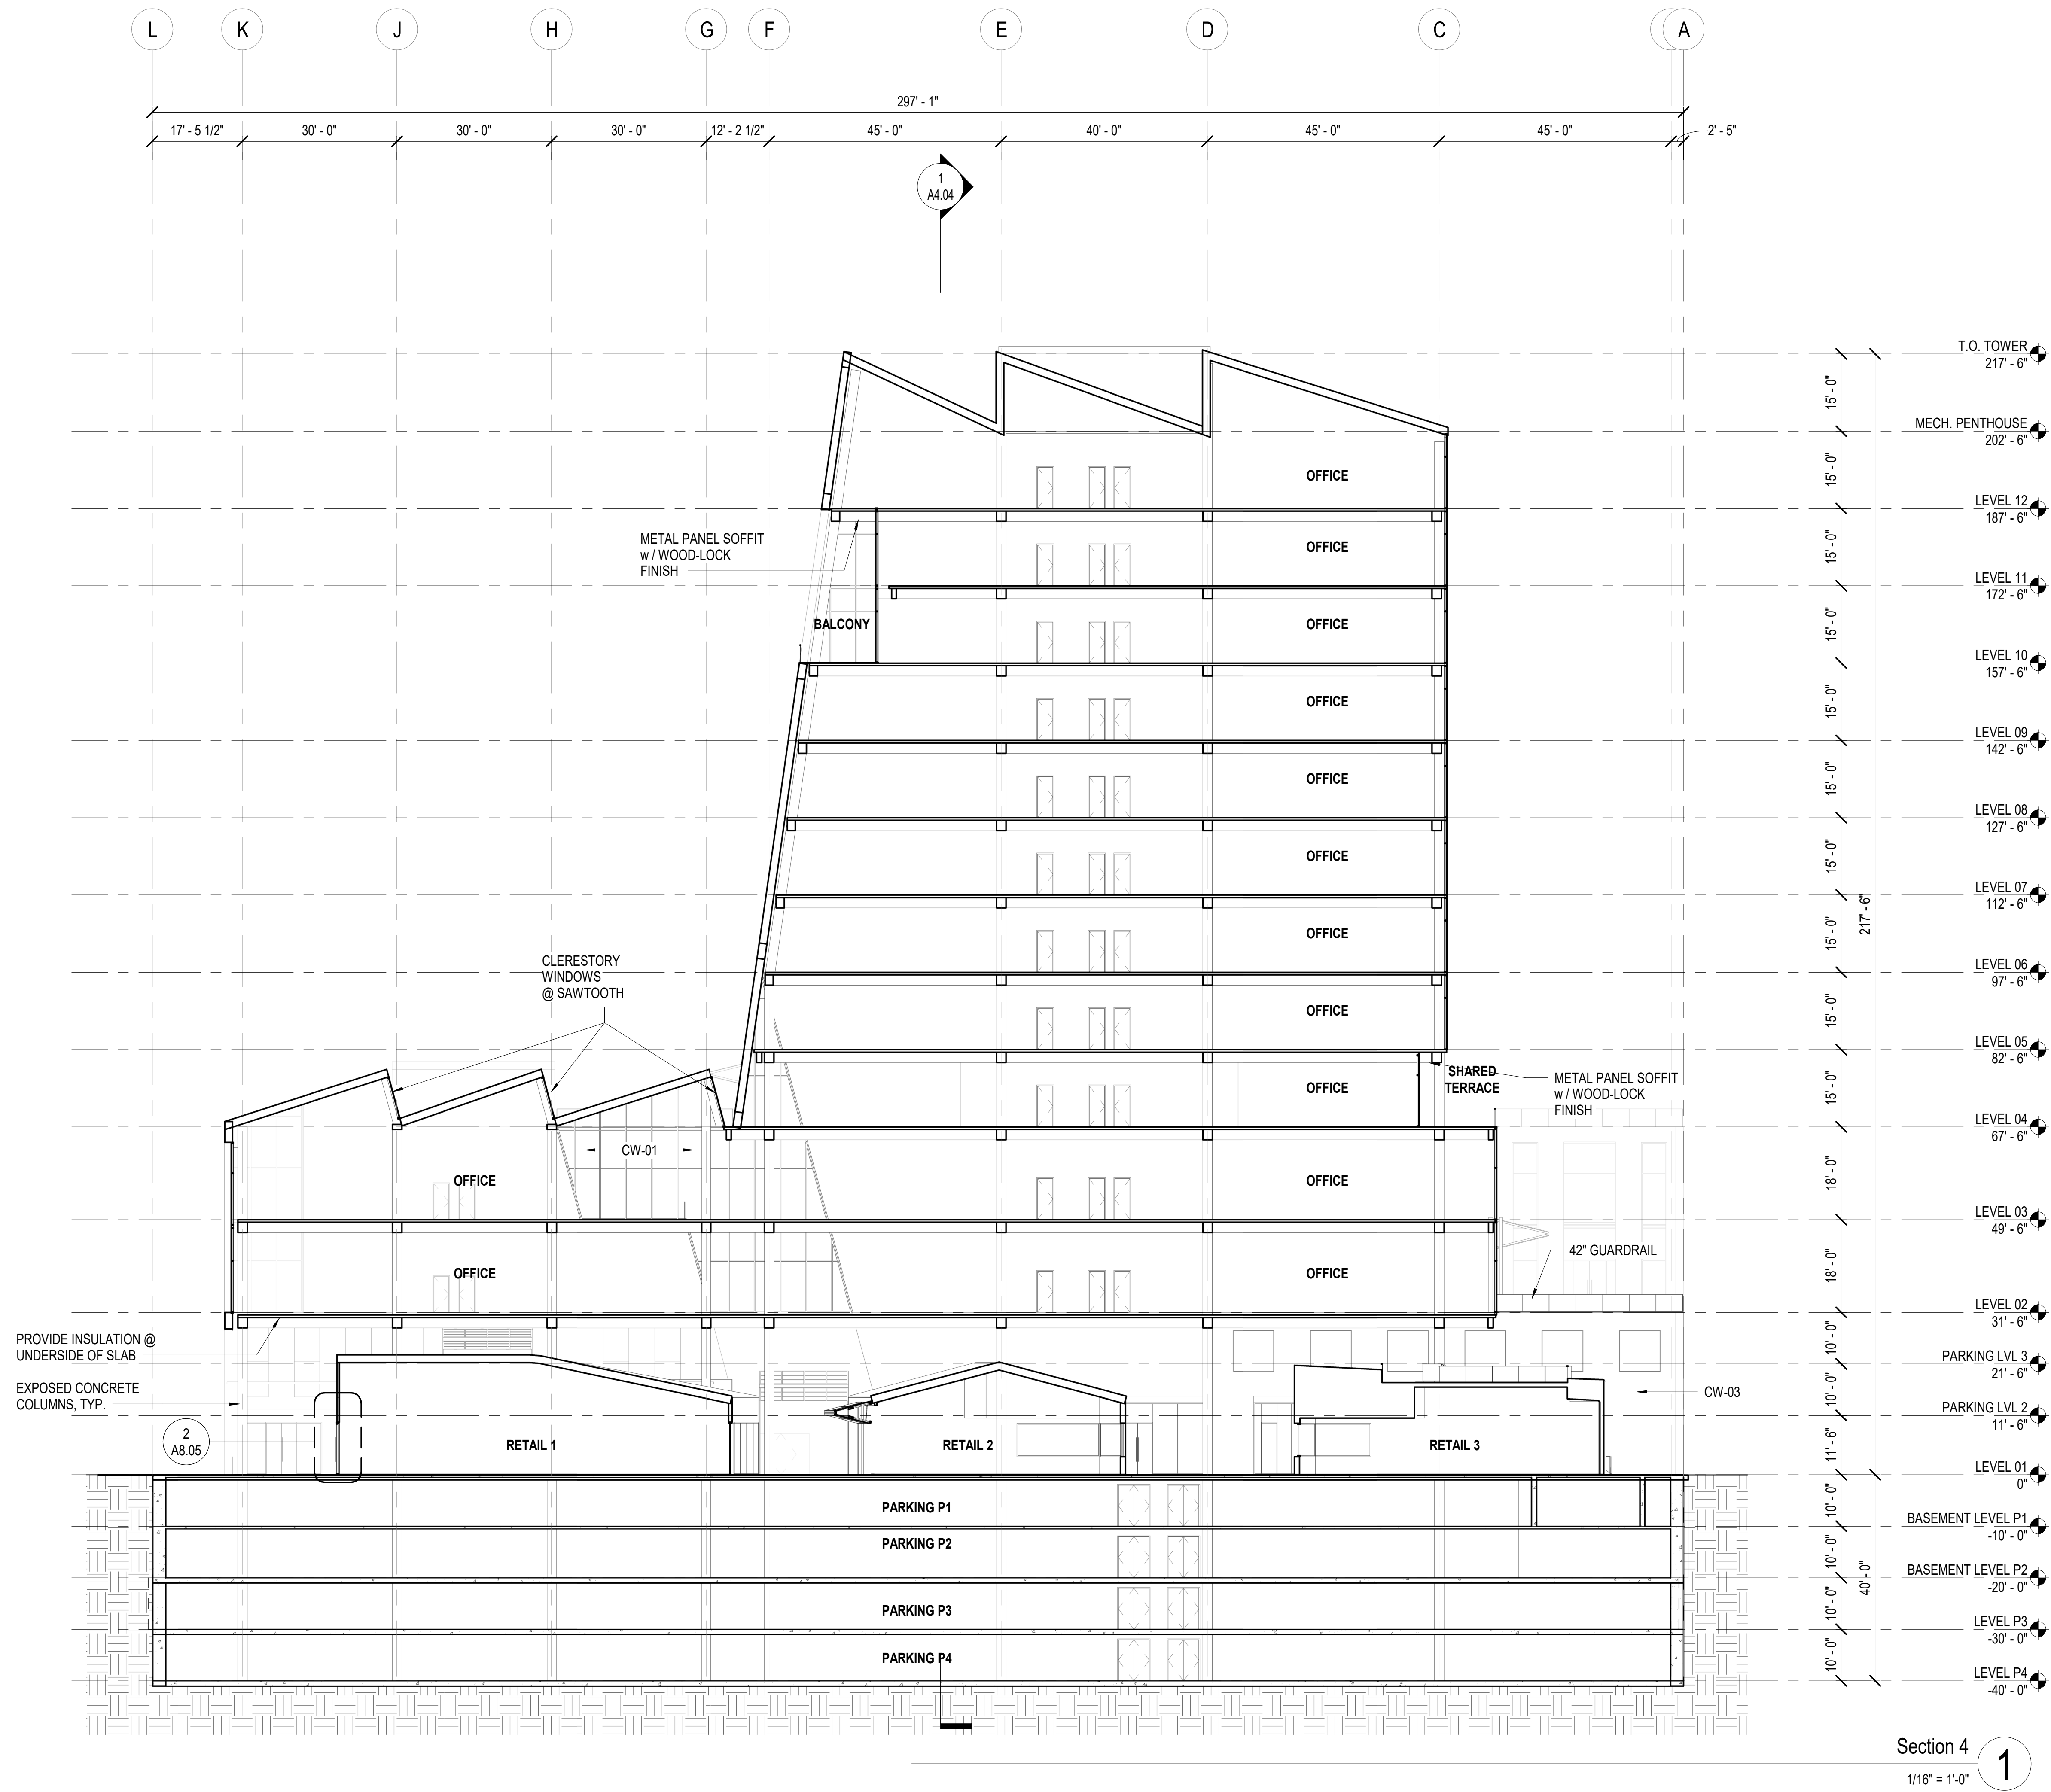 L K J H G F E D C A
297' - 1"
17' - 5 1/2" 30' - 0" 30' - 0" 30' - 0" 12' - 2 1/2" 45' - 0" 40' - 0" 45' - 0" 45' - 0" 2' - 5"
1
A4.04
T.O. TOWER
217' - 6"
15' - 0"
MECH. PENTHOUSE
202' - 6"
15' - 0"
OFFICE
LEVEL 12
187' - 6"
METAL PANEL SOFFIT
w / WOOD-LOCK
FINISH
OFFICE
15' - 0"
LEVEL 11
172' - 6"
BALCONY
OFFICE
15' - 0"
LEVEL 10
157' - 6"
OFFICE
15' - 0"
LEVEL 09
142' - 6"
OFFICE
15' - 0"
LEVEL 08
127' - 6"
OFFICE
15' - 0"
LEVEL 07
112' - 6"
217' - 6"
OFFICE
15' - 0"
LEVEL 06
97' - 6"
CLERESTORY
WINDOWS
@ SAWTOOTH
OFFICE
15' - 0"
LEVEL 05
82' - 6"
OFFICE
SHARED
TERRACE
METAL PANEL SOFFIT
w / WOOD-LOCK
FINISH
15' - 0"
LEVEL 04
67' - 6"
CW-01
OFFICE
OFFICE
18' - 0"
LEVEL 03
49' - 6"
42" GUARDRAIL
OFFICE
OFFICE
18' - 0"
LEVEL 02
31' - 6"
PROVIDE INSULATION @
UNDERSIDE OF SLAB
10' - 0"
PARKING LVL 3
21' - 6"
EXPOSED CONCRETE
COLUMNS, TYP.
CW-03
10' - 0"
PARKING LVL 2
11' - 6"
2
A8.05
RETAIL 1
RETAIL 2
RETAIL 3
11' - 6"
LEVEL 01
0"
PARKING P1
10' - 0"
BASEMENT LEVEL P1
-10' - 0"
PARKING P2
10' - 0"
BASEMENT LEVEL P2
-20' - 0"
40' - 0"
PARKING P3
10' - 0"
LEVEL P3
-30' - 0"
PARKING P4
10' - 0"
LEVEL P4
-40' - 0"
Section 4
1
1/16" = 1'-0"